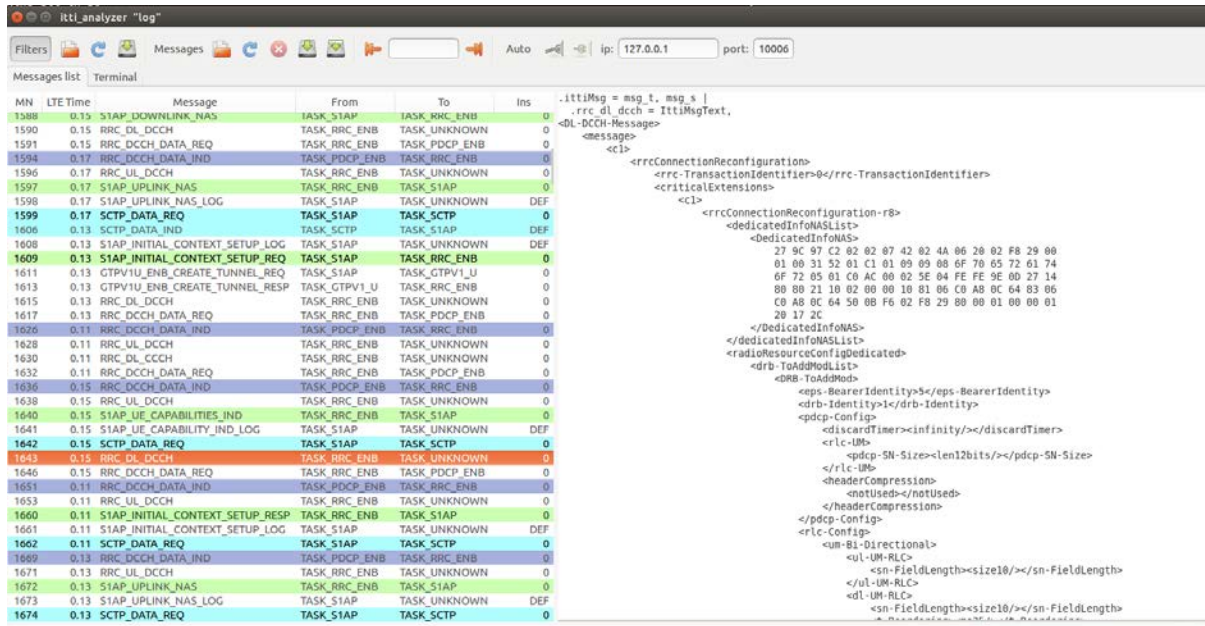 itti_analyzer "log"
Filters Messages Auto ip: 127.0.0.1 port: 10006
Messages list Terminal
MN LTE Time Message From To Ins
1588 0.15 S1AP_DOWNLINK_NAS TASK_S1AP TASK_RRC_ENB 0
1590 0.15 RRC_DL_DCCH TASK_RRC_ENB TASK_UNKNOWN 0
1591 0.15 RRC_DCCH_DATA_REQ TASK_RRC_ENB TASK_PDCP_ENB 0
1594 0.17 RRC_DCCH_DATA_IND TASK_PDCP_ENB TASK_RRC_ENB 0
1596 0.17 RRC_UL_DCCH TASK_RRC_ENB TASK_UNKNOWN 0
1597 0.17 S1AP_UPLINK_NAS TASK_RRC_ENB TASK_S1AP 0
1598 0.17 S1AP_UPLINK_NAS_LOG TASK_S1AP TASK_UNKNOWN DEF
1599 0.17 SCTP_DATA_REQ TASK_S1AP TASK_SCTP 0
1606 0.13 SCTP_DATA_IND TASK_SCTP TASK_S1AP DEF
1608 0.13 S1AP_INITIAL_CONTEXT_SETUP_LOG TASK_S1AP TASK_UNKNOWN DEF
1609 0.13 S1AP_INITIAL_CONTEXT_SETUP_REQ TASK_S1AP TASK_RRC_ENB 0
1611 0.13 GTPV1U_ENB_CREATE_TUNNEL_REQ TASK_S1AP TASK_GTPV1_U 0
1613 0.13 GTPV1U_ENB_CREATE_TUNNEL_RESP TASK_GTPV1_U TASK_RRC_ENB 0
1615 0.13 RRC_DL_DCCH TASK_RRC_ENB TASK_UNKNOWN 0
1617 0.13 RRC_DCCH_DATA_REQ TASK_RRC_ENB TASK_PDCP_ENB 0
1626 0.11 RRC_DCCH_DATA_IND TASK_PDCP_ENB TASK_RRC_ENB 0
1628 0.11 RRC_UL_DCCH TASK_RRC_ENB TASK_UNKNOWN 0
1630 0.11 RRC_DL_CCCH TASK_RRC_ENB TASK_UNKNOWN 0
1632 0.11 RRC_DCCH_DATA_REQ TASK_RRC_ENB TASK_PDCP_ENB 0
1636 0.15 RRC_DCCH_DATA_IND TASK_PDCP_ENB TASK_RRC_ENB 0
1638 0.15 RRC_UL_DCCH TASK_RRC_ENB TASK_UNKNOWN 0
1640 0.15 S1AP_UE_CAPABILITIES_IND TASK_RRC_ENB TASK_S1AP 0
1641 0.15 S1AP_UE_CAPABILITY_IND_LOG TASK_S1AP TASK_UNKNOWN DEF
1642 0.15 SCTP_DATA_REQ TASK_S1AP TASK_SCTP 0
1643 0.15 RRC_DL_DCCH TASK_RRC_ENB TASK_UNKNOWN 0
1646 0.15 RRC_DCCH_DATA_REQ TASK_RRC_ENB TASK_PDCP_ENB 0
1651 0.11 RRC_DCCH_DATA_IND TASK_PDCP_ENB TASK_RRC_ENB 0
1653 0.11 RRC_UL_DCCH TASK_RRC_ENB TASK_UNKNOWN 0
1660 0.11 S1AP_INITIAL_CONTEXT_SETUP_RESP TASK_RRC_ENB TASK_S1AP 0
1661 0.11 S1AP_INITIAL_CONTEXT_SETUP_LOG TASK_S1AP TASK_UNKNOWN DEF
1662 0.11 SCTP_DATA_REQ TASK_S1AP TASK_SCTP 0
1669 0.13 RRC_DCCH_DATA_IND TASK_PDCP_ENB TASK_RRC_ENB 0
1671 0.13 RRC_UL_DCCH TASK_RRC_ENB TASK_UNKNOWN 0
1672 0.13 S1AP_UPLINK_NAS TASK_RRC_ENB TASK_S1AP 0
1673 0.13 S1AP_UPLINK_NAS_LOG TASK_S1AP TASK_UNKNOWN DEF
1674 0.13 SCTP_DATA_REQ TASK_S1AP TASK_SCTP 0
.ittiMsg = msg_t, msg_s |
.rrc_dl_dcch = IttiMsgText,
<DL-DCCH-Message>
<message>
<c1>
<rrcConnectionReconfiguration>
<rrc-TransactionIdentifier>0</rrc-TransactionIdentifier>
<criticalExtensions>
<c1>
<rrcConnectionReconfiguration-r8>
<dedicatedInfoNASList>
<DedicatedInfoNAS>
27 9C 97 C2 02 02 07 42 02 4A 06 20 02 F8 29 00
01 00 31 52 01 C1 01 09 09 08 6F 70 65 72 61 74
6F 72 05 01 C0 AC 00 02 5E 04 FE FE 9E 0D 27 14
80 80 21 10 02 00 00 10 81 06 C0 A8 0C 64 83 06
C0 A8 0C 64 50 0B F6 02 F8 29 80 00 01 00 00 01
20 17 2C
</DedicatedInfoNAS>
</dedicatedInfoNASList>
<radioResourceConfigDedicated>
<drb-ToAddModList>
<DRB-ToAddMod>
<eps-BearerIdentity>5</eps-BearerIdentity>
<drb-Identity>1</drb-Identity>
<pdcp-Config>
<discardTimer><infinity/></discardTimer>
<rlc-UM>
<pdcp-SN-Size><len12bits/></pdcp-SN-Size>
</rlc-UM>
<headerCompression>
<notUsed></notUsed>
</headerCompression>
</pdcp-Config>
<rlc-Config>
<um-Bi-Directional>
<ul-UM-RLC>
<sn-FieldLength><size10/></sn-FieldLength>
</ul-UM-RLC>
<dl-UM-RLC>
<sn-FieldLength><size10/></sn-FieldLength>